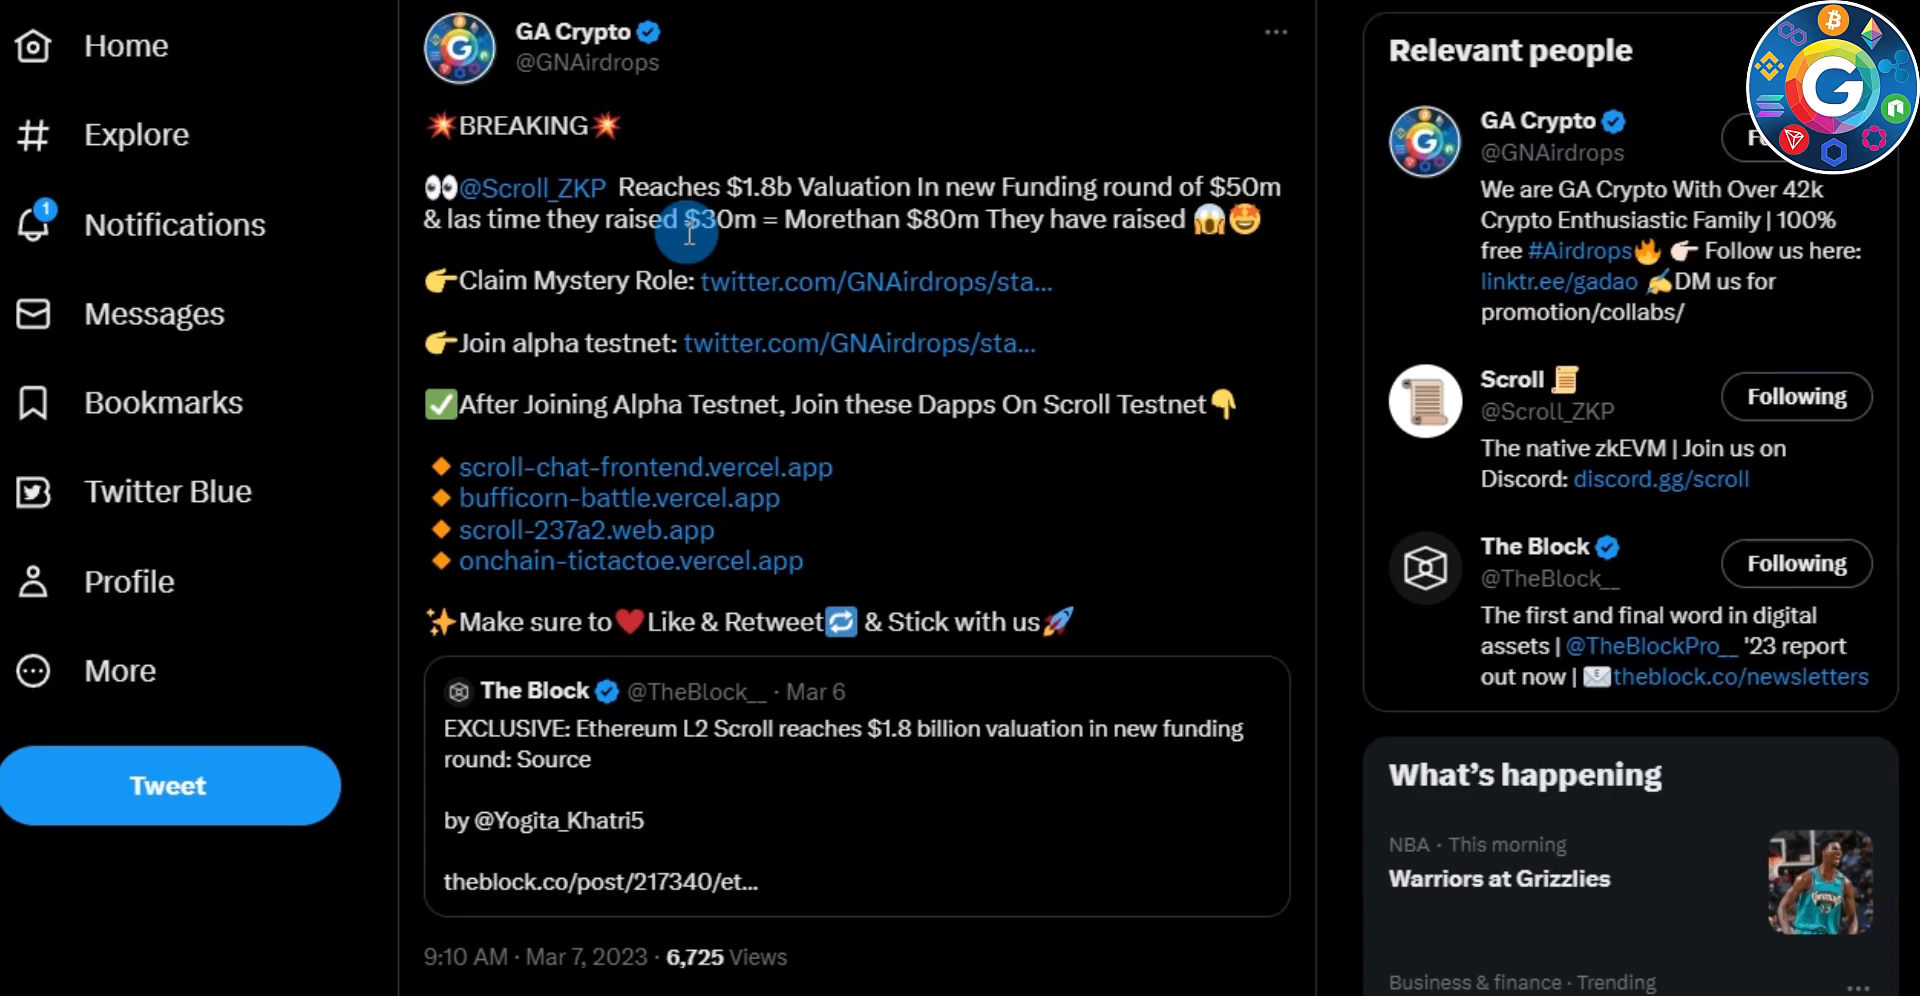 Home
Explore
1
Notifications
Messages
Bookmarks
Twitter Blue
Profile
More
Tweet
GA Crypto
@GNAirdrops
💥BREAKING💥
👀@Scroll_ZKP Reaches $1.8b Valuation In new Funding round of $50m
& las time they raised $30m = Morethan $80m They have raised 😱🤩
👉Claim Mystery Role: twitter.com/GNAirdrops/sta...
👉Join alpha testnet: twitter.com/GNAirdrops/sta...
✅After Joining Alpha Testnet, Join these Dapps On Scroll Testnet👇
🔸scroll-chat-frontend.vercel.app
🔸bufficorn-battle.vercel.app
🔸scroll-237a2.web.app
🔸onchain-tictactoe.vercel.app
✨Make sure to❤️Like & Retweet🔁 & Stick with us🚀
The Block @TheBlock__ · Mar 6
EXCLUSIVE: Ethereum L2 Scroll reaches $1.8 billion valuation in new funding
round: Source
by @Yogita_Khatri5
theblock.co/post/217340/et...
9:10 AM · Mar 7, 2023 · 6,725 Views
Relevant people
G
GA Crypto
@GNAirdrops
We are GA Crypto With Over 42k
Crypto Enthusiastic Family | 100%
free #Airdrops🔥 👉🏻 Follow us here:
linktr.ee/gadao ✍️DM us for
promotion/collabs/
Scroll 📜
@Scroll_ZKP
Following
The native zkEVM | Join us on
Discord: discord.gg/scroll
The Block
@TheBlock__
Following
The first and final word in digital
assets | @TheBlockPro__ '23 report
out now | 📧theblock.co/newsletters
What's happening
NBA · This morning
Warriors at Grizzlies
Business & finance · Trending